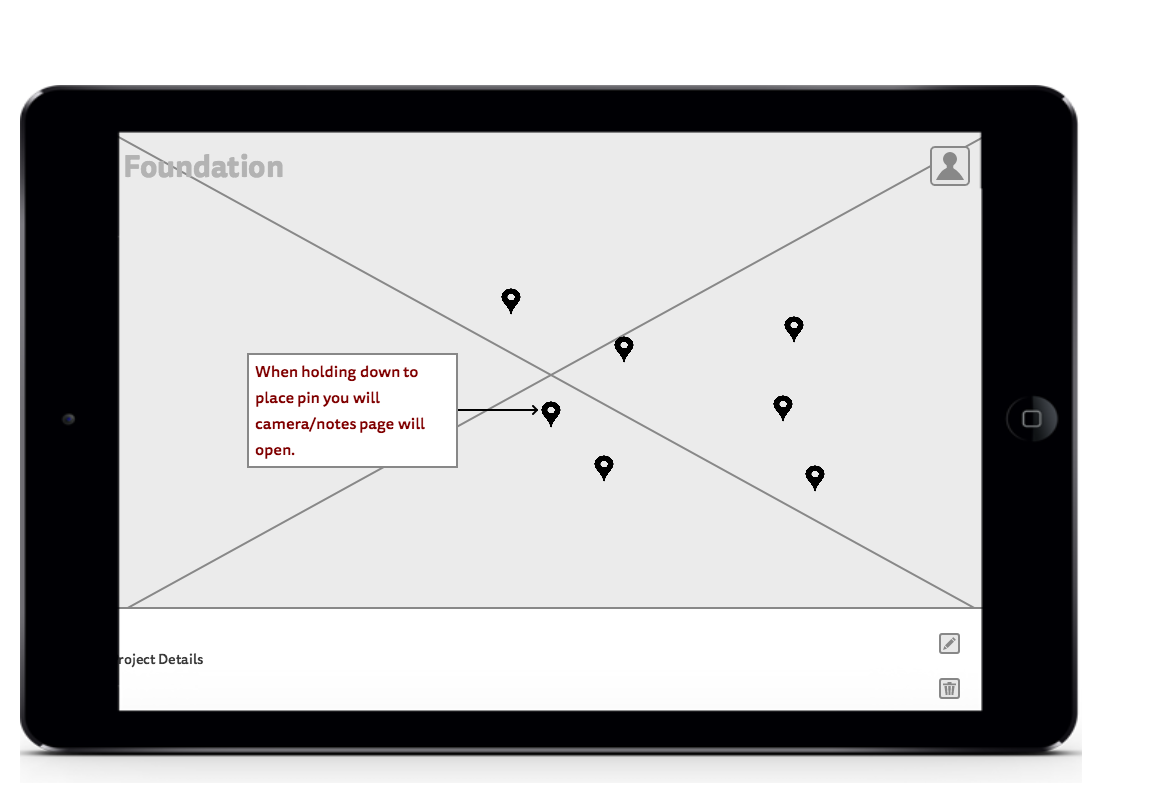 Foundation
When holding down to
place pin you will
camera/notes page will
open.
roject Details